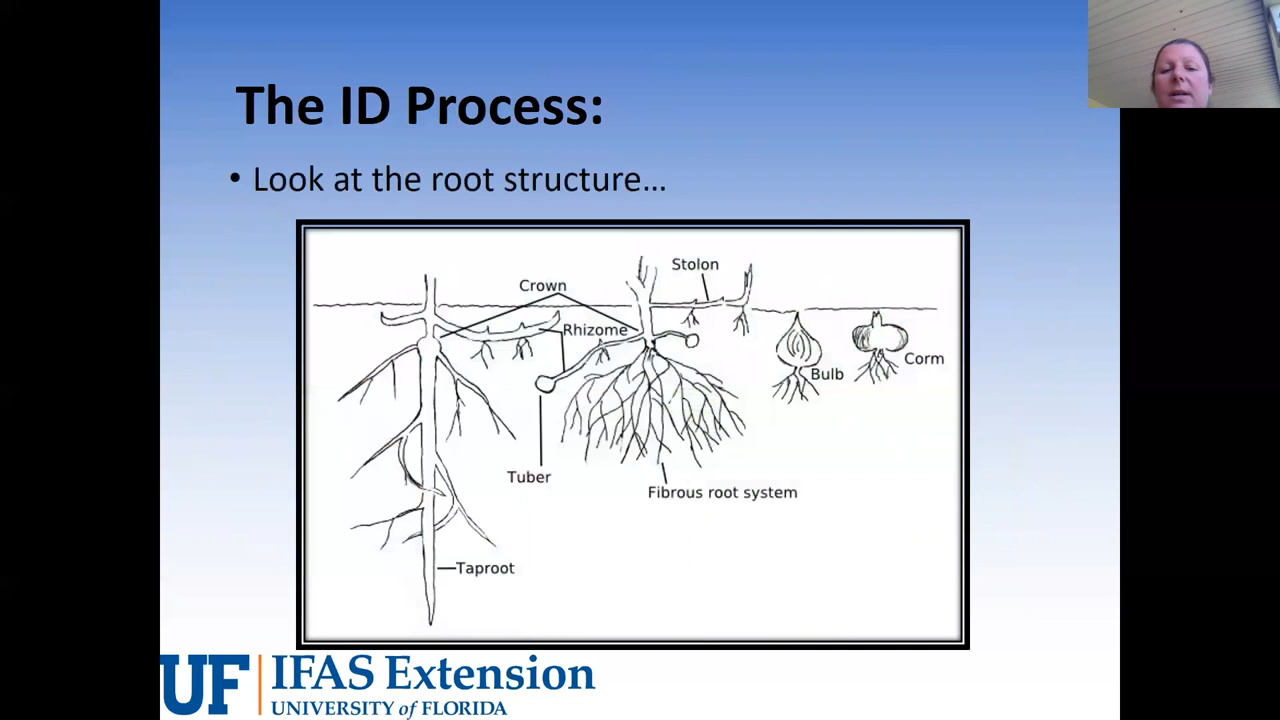 The ID Process:
• Look at the root structure...
Stolon
Crown
Rhizome
Corm
Bulb
Tuber
Fibrous root system
Taproot
UF IFAS Extension
UNIVERSITY of FLORIDA